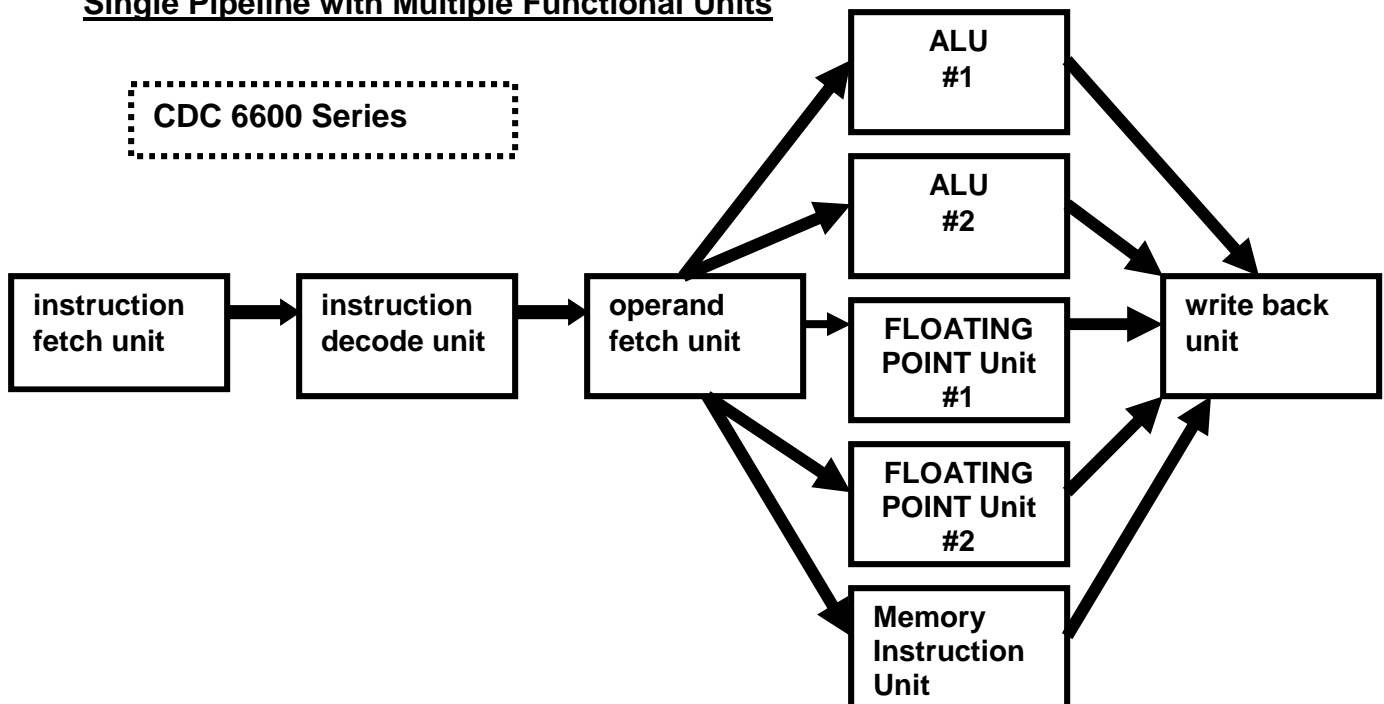 Single Pipeline with Multiple Functional Units
CDC 6600 Series
instruction
fetch unit
instruction
decode unit
operand
fetch unit
ALU
#1
ALU
#2
FLOATING
POINT Unit
#1
FLOATING
POINT Unit
#2
Memory
Instruction
Unit
write back
unit